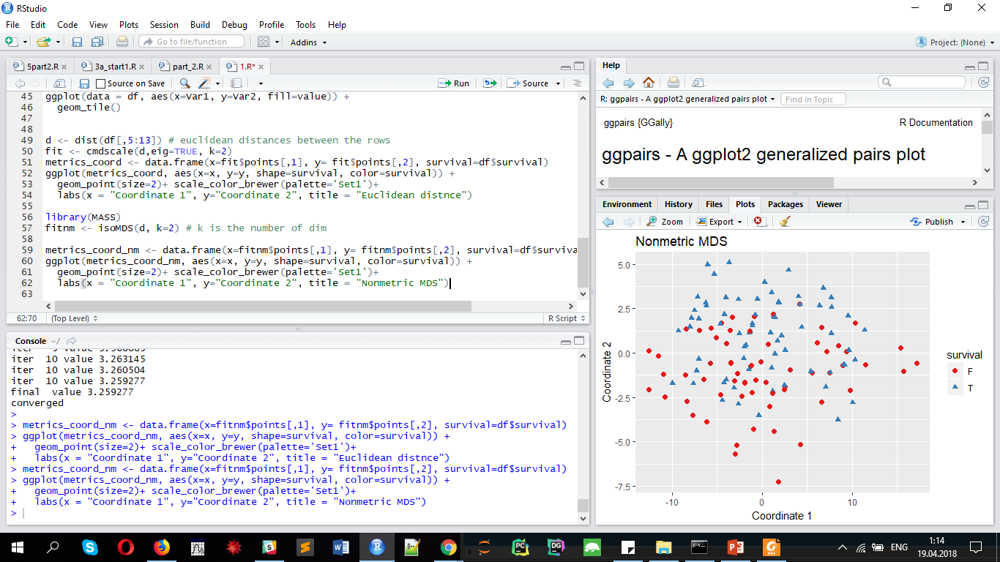 RStudio
File Edit Code View Plots Session Build Debug Profile Tools Help
Go to file/function Addins Project: (None)
5part2.R 3a_start1.R part_2.R 1.R*
Source on Save Run Source
45 ggplot(data = df, aes(x=Var1, y=Var2, fill=value)) +
46 geom_tile()
47
48
49 d <- dist(df[,5:13]) # euclidean distances between the rows
50 fit <- cmdscale(d,eig=TRUE, k=2)
51 metrics_coord <- data.frame(x=fit$points[,1], y= fit$points[,2], survival=df$survival)
52 ggplot(metrics_coord, aes(x=x, y=y, shape=survival, color=survival)) +
53 geom_point(size=2)+ scale_color_brewer(palette='Set1')+
54 labs(x = "Coordinate 1", y="Coordinate 2", title = "Euclidean distnce")
55
56 library(MASS)
57 fitnm <- isoMDS(d, k=2) # k is the number of dim
58
59 metrics_coord_nm <- data.frame(x=fitnm$points[,1], y= fitnm$points[,2], survival=df$surviva
60 ggplot(metrics_coord_nm, aes(x=x, y=y, shape=survival, color=survival)) +
61 geom_point(size=2)+ scale_color_brewer(palette='Set1')+
62 labs(x = "Coordinate 1", y="Coordinate 2", title = "Nonmetric MDS")
63
62:70 (Top Level) R Script
Console ~/
iter 10 value 3.263145
iter 10 value 3.260504
iter 10 value 3.259277
final value 3.259277
converged
>
> metrics_coord_nm <- data.frame(x=fitnm$points[,1], y= fitnm$points[,2], survival=df$survival)
> ggplot(metrics_coord_nm, aes(x=x, y=y, shape=survival, color=survival)) +
+ geom_point(size=2)+ scale_color_brewer(palette='Set1')+
+ labs(x = "Coordinate 1", y="Coordinate 2", title = "Euclidean distnce")
> metrics_coord_nm <- data.frame(x=fitnm$points[,1], y= fitnm$points[,2], survival=df$survival)
> ggplot(metrics_coord_nm, aes(x=x, y=y, shape=survival, color=survival)) +
+ geom_point(size=2)+ scale_color_brewer(palette='Set1')+
+ labs(x = "Coordinate 1", y="Coordinate 2", title = "Nonmetric MDS")
>
Help
R: ggpairs - A ggplot2 generalized pairs plot Find in Topic
ggpairs {GGally} R Documentation
ggpairs - A ggplot2 generalized pairs plot
Environment History Files Plots Packages Viewer
Zoom Export Publish
Nonmetric MDS
5.0
2.5
0.0
-2.5
-5.0
-7.5
Coordinate 2
-10 0 10
Coordinate 1
survival
F
T
PC DG
ENG
1:14
19.04.2018